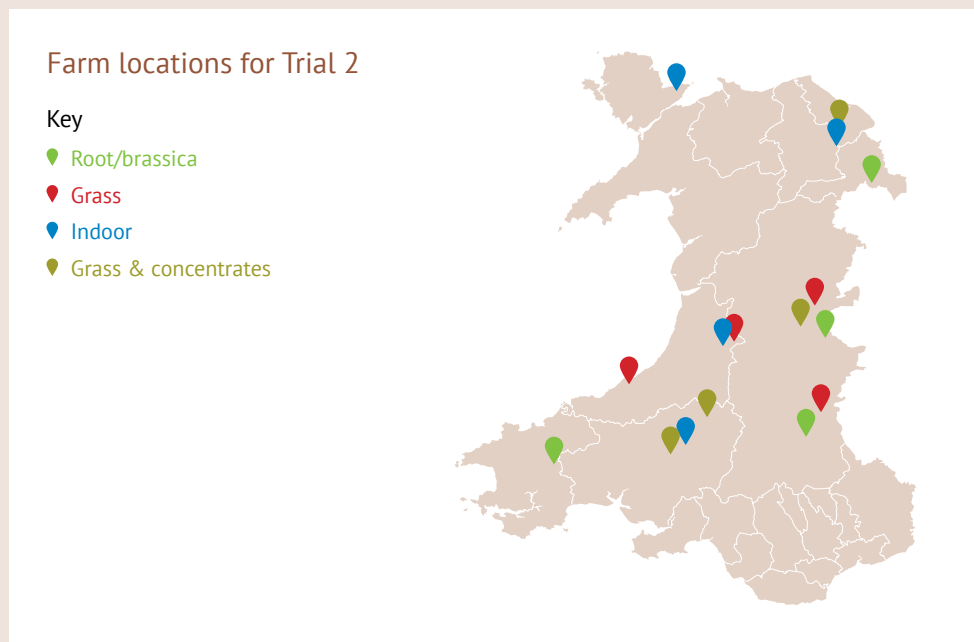 Farm locations for Trial 2
Key
Root/brassica
Grass
Indoor
Grass & concentrates